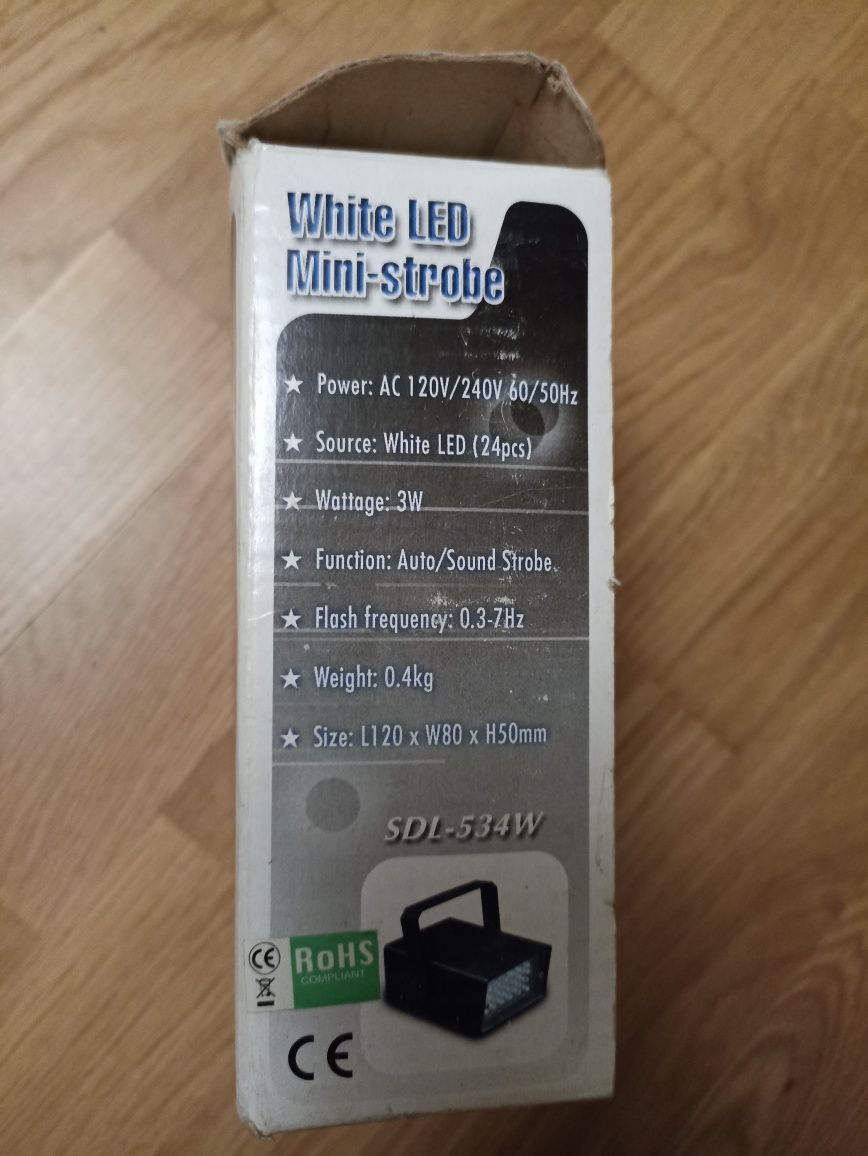 White LED
Mini-strobe
★ Power: AC 120V/240V 60/50Hz
★ Source: White LED (24pcs)
★ Wattage: 3W
★ Function: Auto/Sound Strobe.
★ Flash frequency: 0.3-7Hz
★ Weight: 0.4kg
★ Size: L120 x W80 x H50mm
SDL-534W
CE RoHS
COMPLIANT
CE